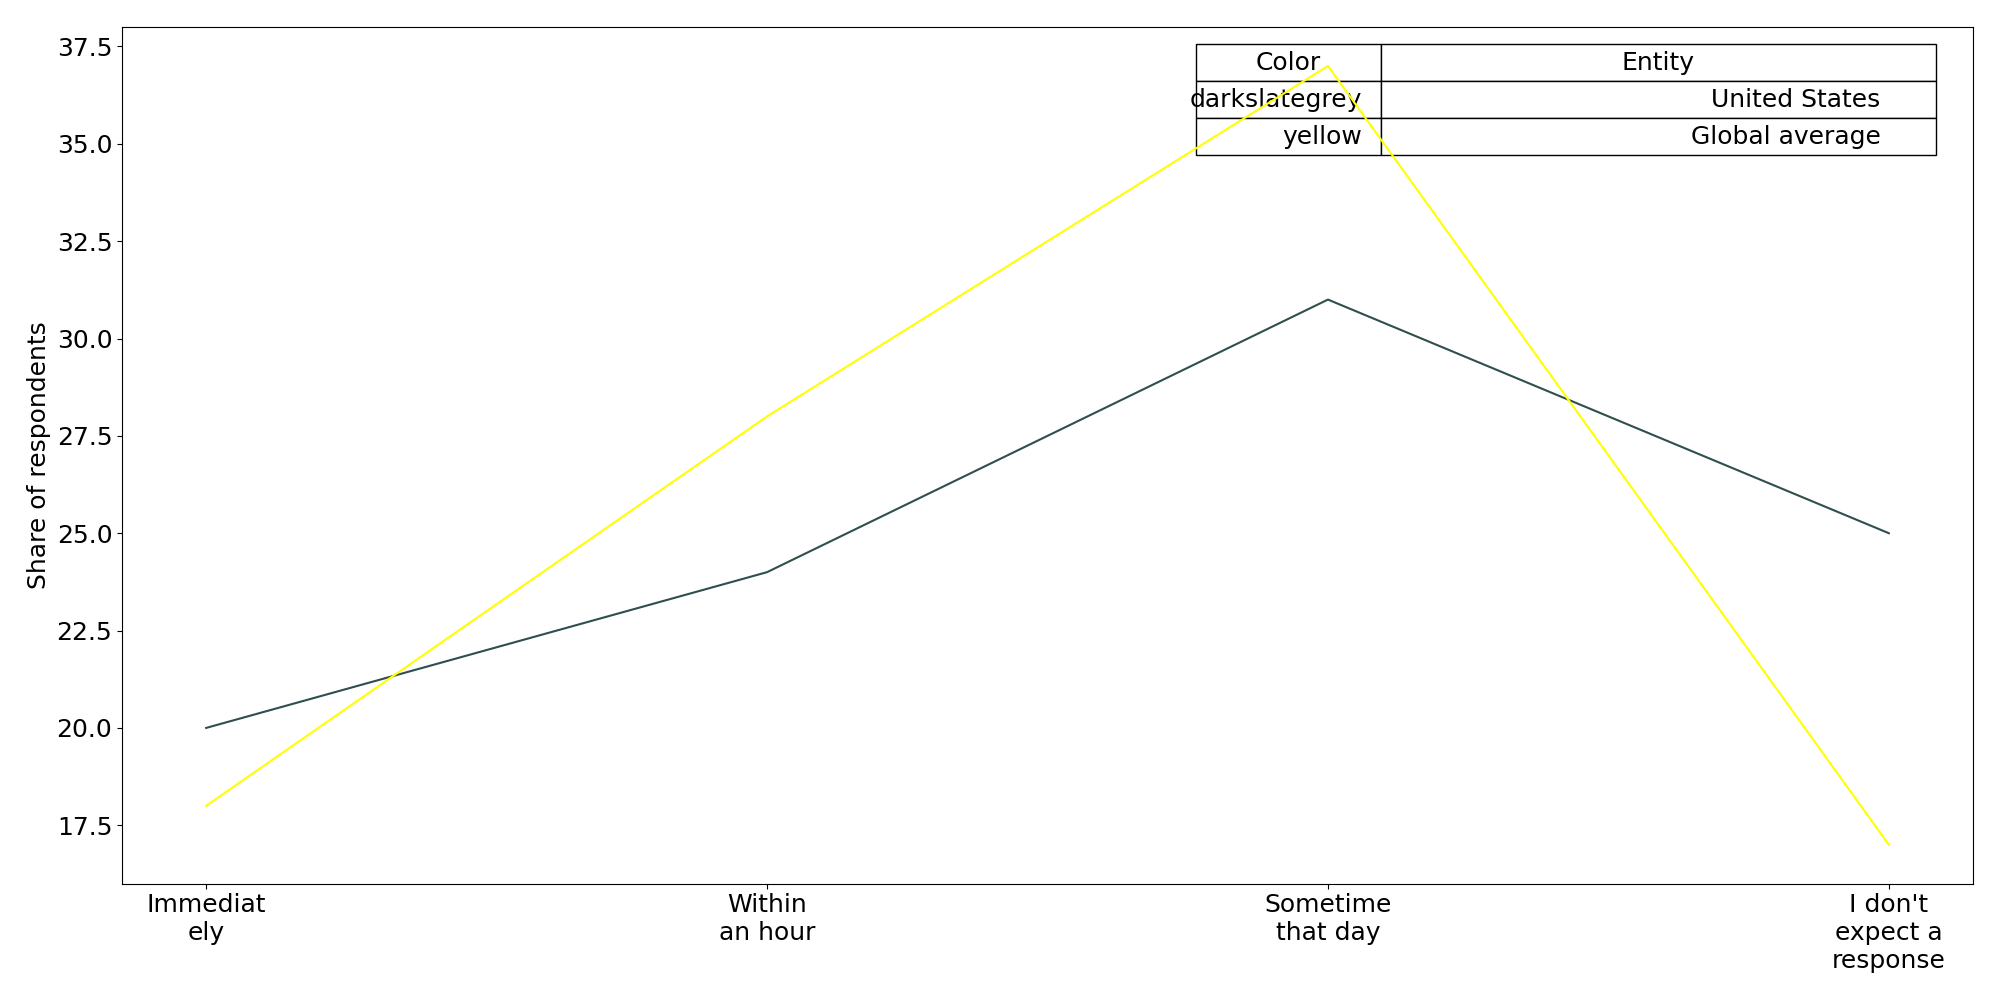 37.5
35.0
32.5
30.0
27.5
25.0
22.5
20.0
17.5
Share of respondents
Color Entity
darkslategrey United States
yellow Global average
Immediat
ely
Within
an hour
Sometime
that day
I don't
expect a
response